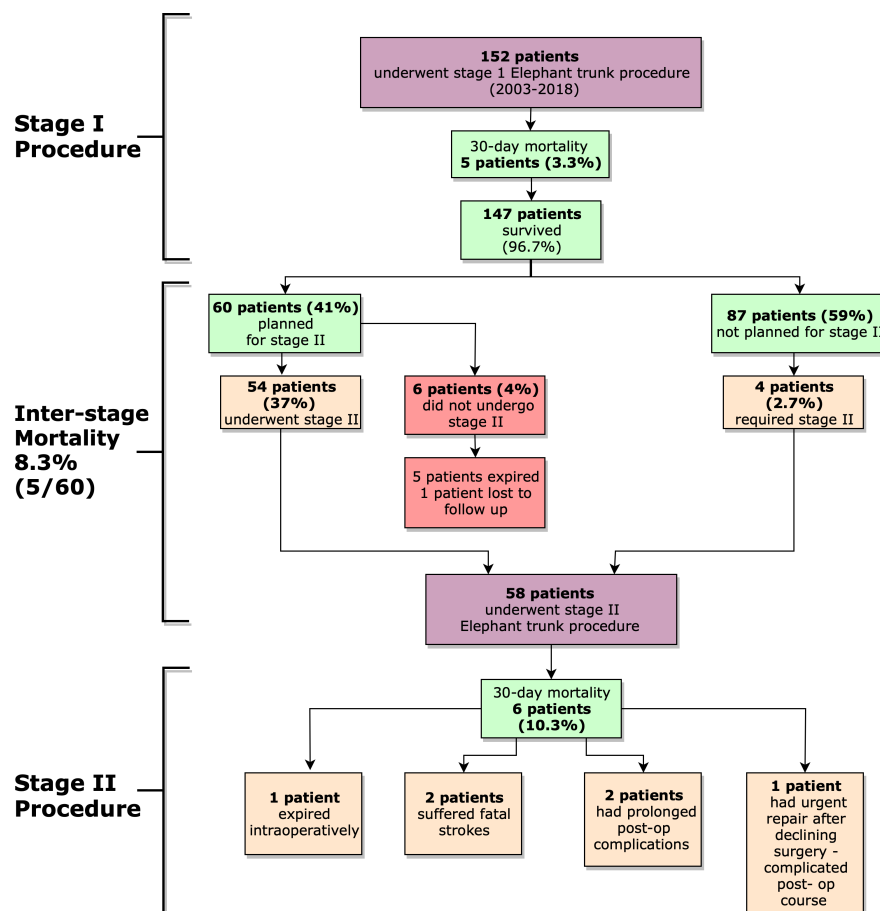 152 patients
underwent stage 1 Elephant trunk procedure
(2003-2018)
Stage I
Procedure
30-day mortality
5 patients (3.3%)
147 patients
survived
(96.7%)
60 patients (41%)
planned
for stage II
87 patients (59%)
not planned for stage II
54 patients
(37%)
underwent stage II
6 patients (4%)
did not undergo
stage II
4 patients
(2.7%)
required stage II
Inter-stage
Mortality
8.3%
(5/60)
5 patients expired
1 patient lost to
follow up
58 patients
underwent stage II
Elephant trunk procedure
30-day mortality
6 patients
(10.3%)
Stage II
Procedure
1 patient
expired
intraoperatively
2 patients
suffered fatal
strokes
2 patients
had prolonged
post-op
complications
1 patient
had urgent
repair after
declining
surgery -
complicated
post- op
course